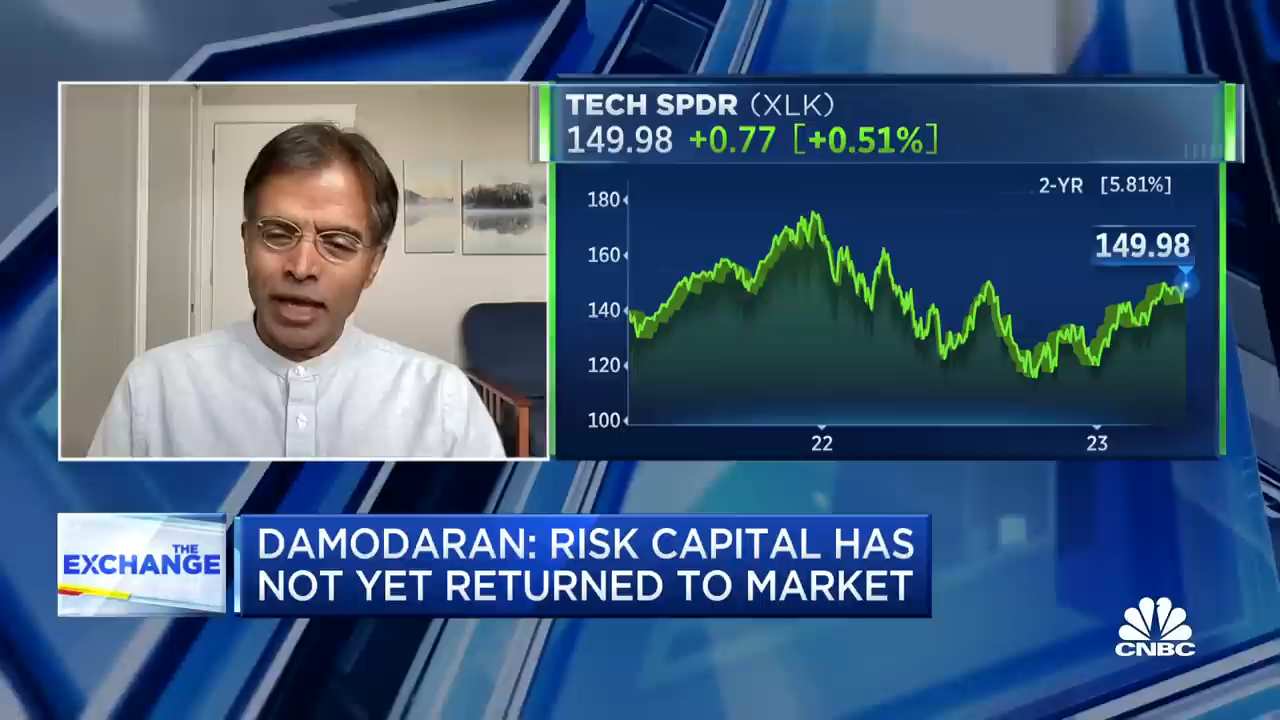 TECH SPDR (XLK)
149.98 +0.77 [+0.51%]
2-YR [5.81%]
180
160
140
120
100
149.98
22
23
THE
EXCHANGE
DAMODARAN: RISK CAPITAL HAS
NOT YET RETURNED TO MARKET
CNBC